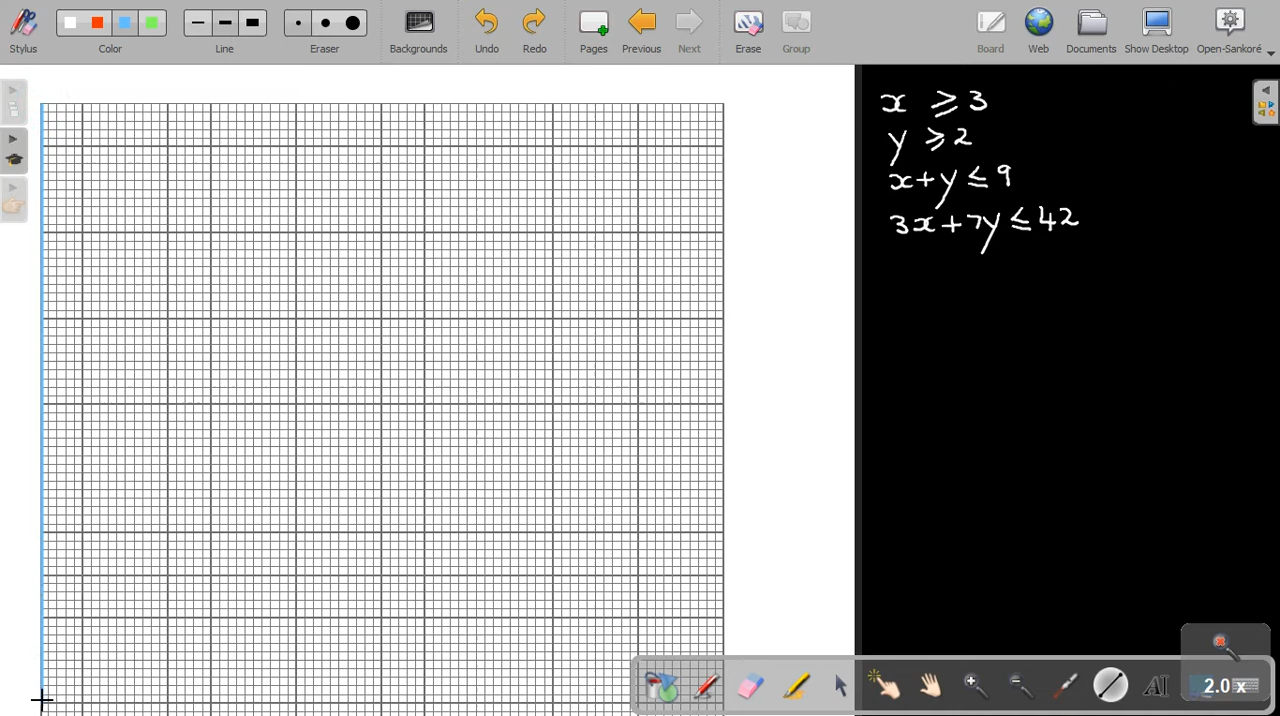 Stylus Color Line Eraser Backgrounds Undo Redo Pages Previous Next Erase Group Board Web Documents Show Desktop Open-Sankoré
x ≥ 3
y ≥ 2
x+y ≤ 9
3x+7y ≤ 42
AI 2.0 x